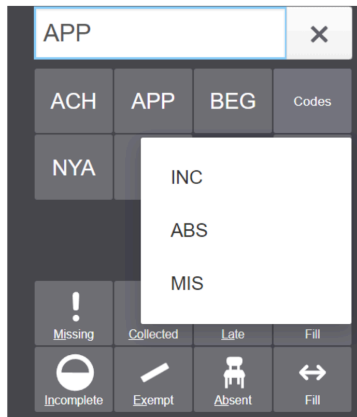 APP
ACH APP BEG Codes
NYA
INC
ABS
MIS
Missing Collected Late Fill
Incomplete Exempt Absent Fill